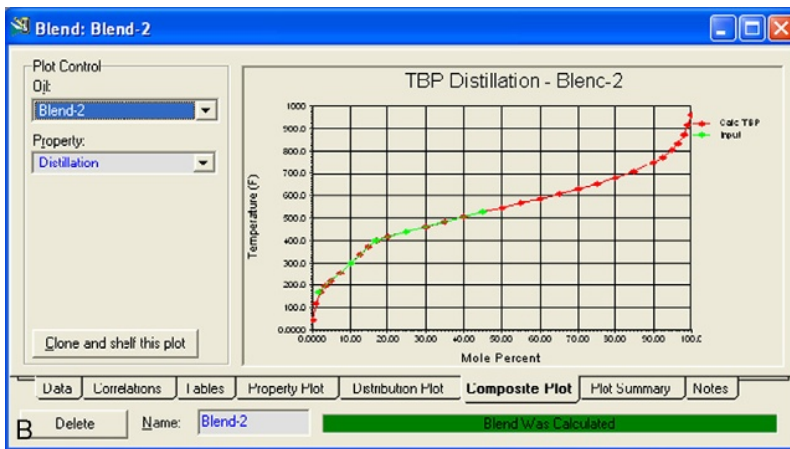 Blend: Blend-2
Plot Control
Oil:
Blend-2
Property:
Distillation
Clone and shelf this plot
TBP Distillation - Blenc-2
Temperature (F)
1000
900.0
800.0
700.0
600.0
500.0
400.0
300.0
200.0
100.0
0.0000
0.0000 10.00 20.00 30.00 40.00 50.00 60.00 70.00 80.00 90.00 100.0
Mole Percent
Calc TBP
Input
Data Correlations Tables Property Plot Distribution Plot Composite Plot Plot Summary Notes
B Delete Name: Blend-2 Blend Was Calculated